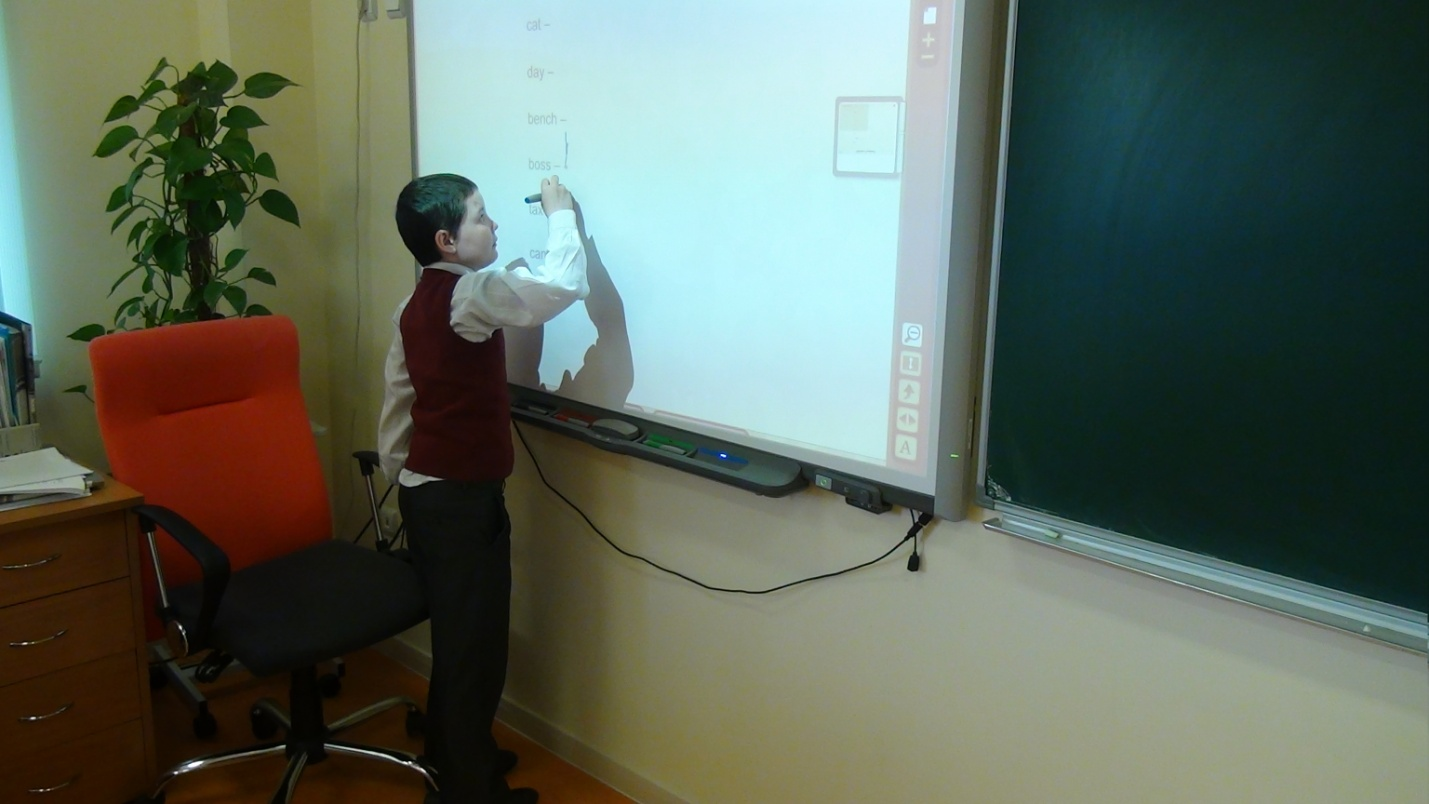 cat –
day –
bench –
boss –
A